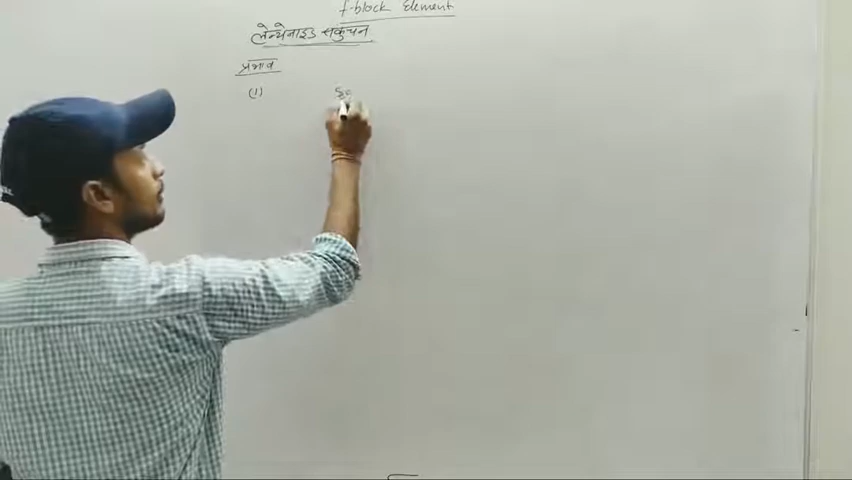 f-block Element
लेन्थेनाइड संकुचन
प्रभाव
(1)